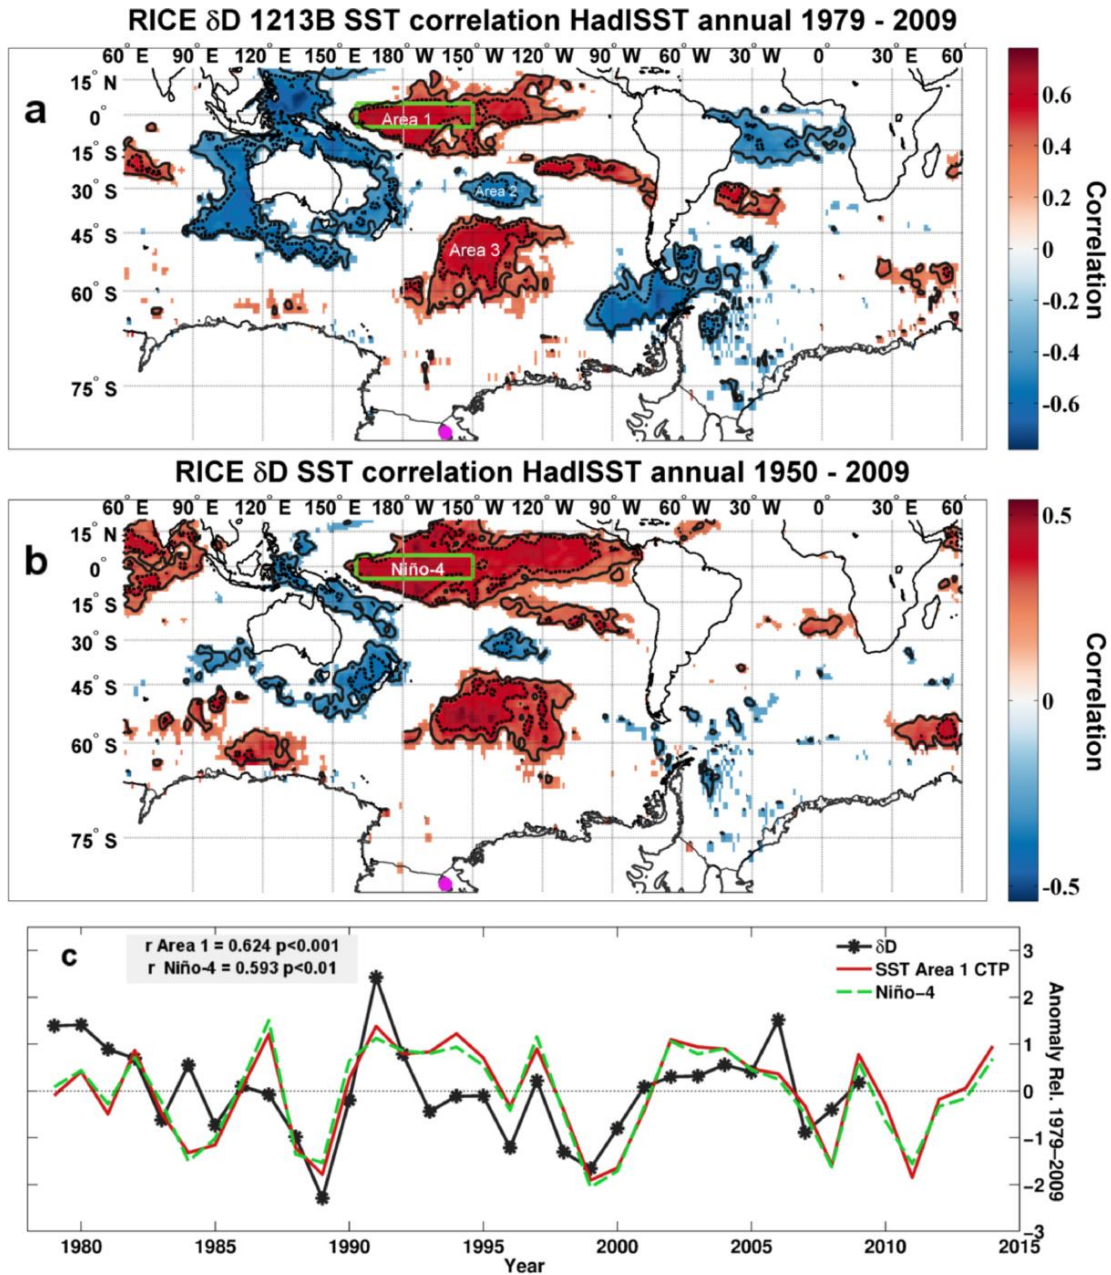 RICE δD 1213B SST correlation HadISST annual 1979 - 2009
60° E 90° E 120° E 150° E 180° W 150° W 120° W 90° W 60° W 30° W 0° 30° E 60°
a
15° N
0°
15° S
30° S
45° S
60° S
75° S
Area 1
Area 2
Area 3
0.6
0.4
0.2
0
-0.2
-0.4
-0.6
Correlation
RICE δD SST correlation HadISST annual 1950 - 2009
60° E 90° E 120° E 150° E 180° W 150° W 120° W 90° W 60° W 30° W 0° 30° E 60°
b
15° N
0°
15° S
30° S
45° S
60° S
75° S
Niño-4
0.5
0
-0.5
Correlation
c
r Area 1 = 0.624 p<0.001
r Niño-4 = 0.593 p<0.01
δD
SST Area 1 CTP
Niño-4
3
2
1
0
-1
-2
-3
Anomaly Rel. 1979-2009
1980 1985 1990 1995 2000 2005 2010 2015
Year